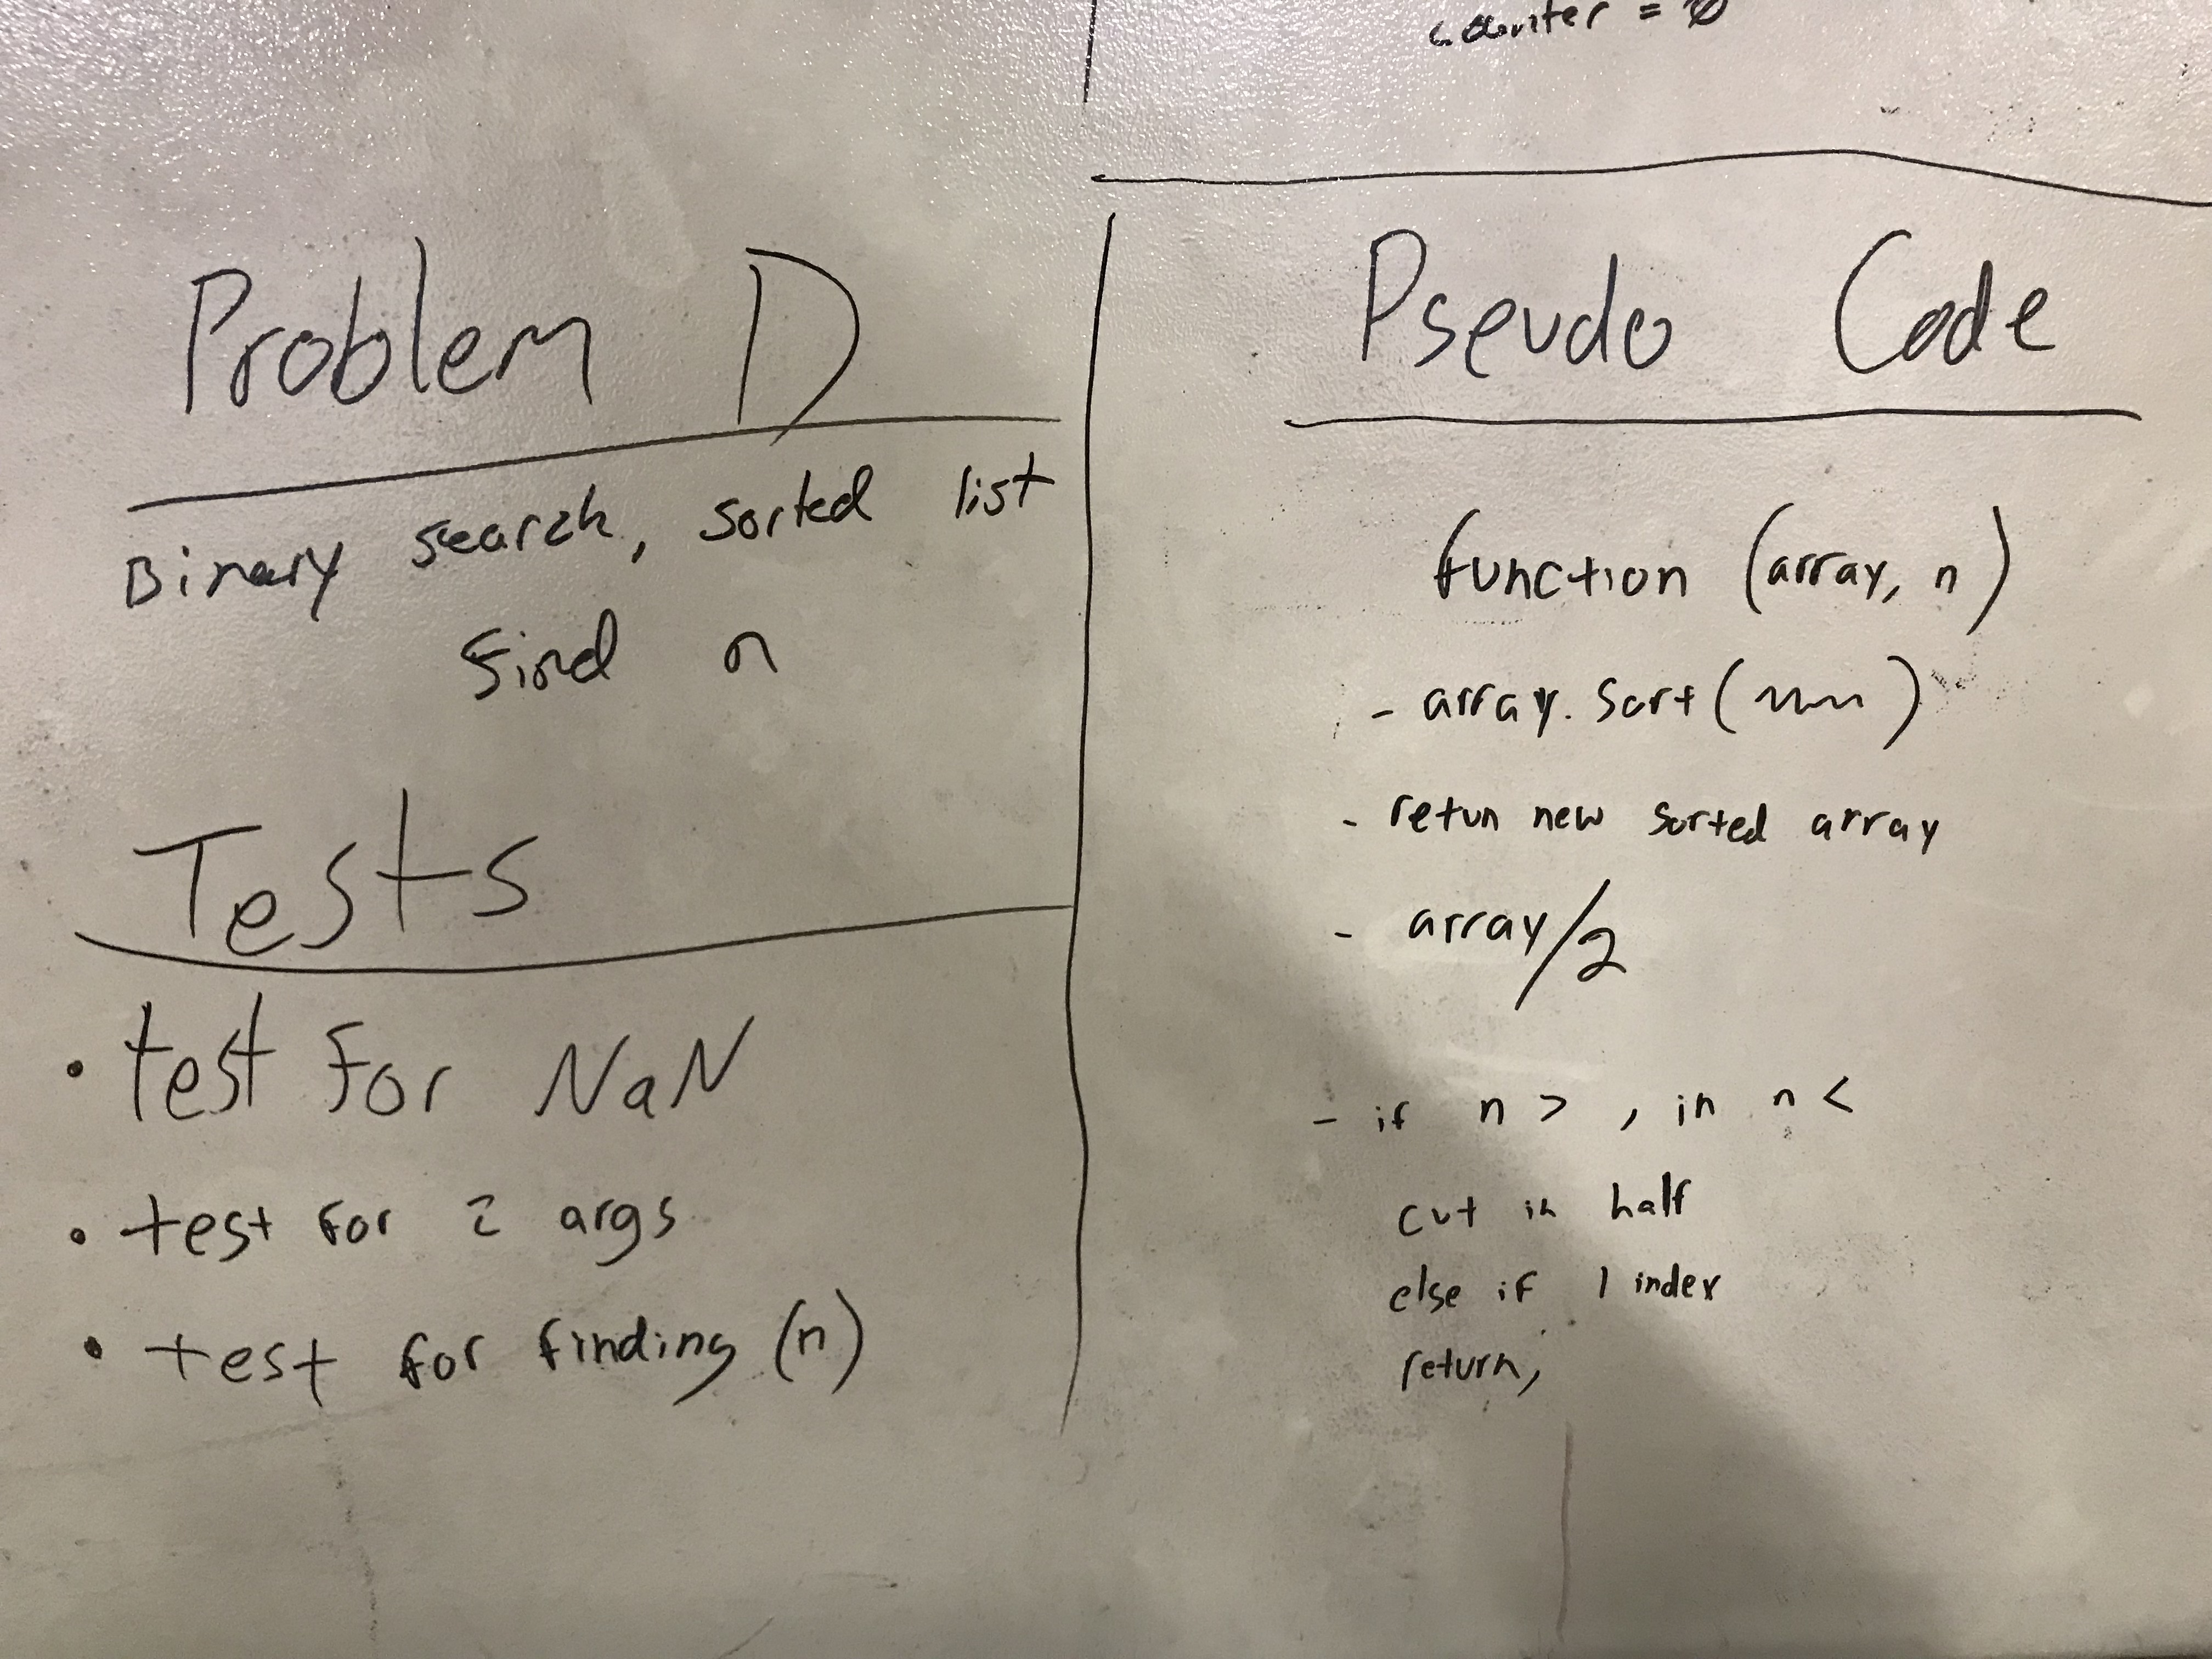 counter = 0
Problem D
Binary search, sorted list
find n
Tests
• test for NaN
• test for 2 args
• test for finding (n)
Pseudo Code
function (array, n)
- array.sort( )
- retun new sorted array
- array/2
- if n > , in n <
cut in half
else if 1 index
return,